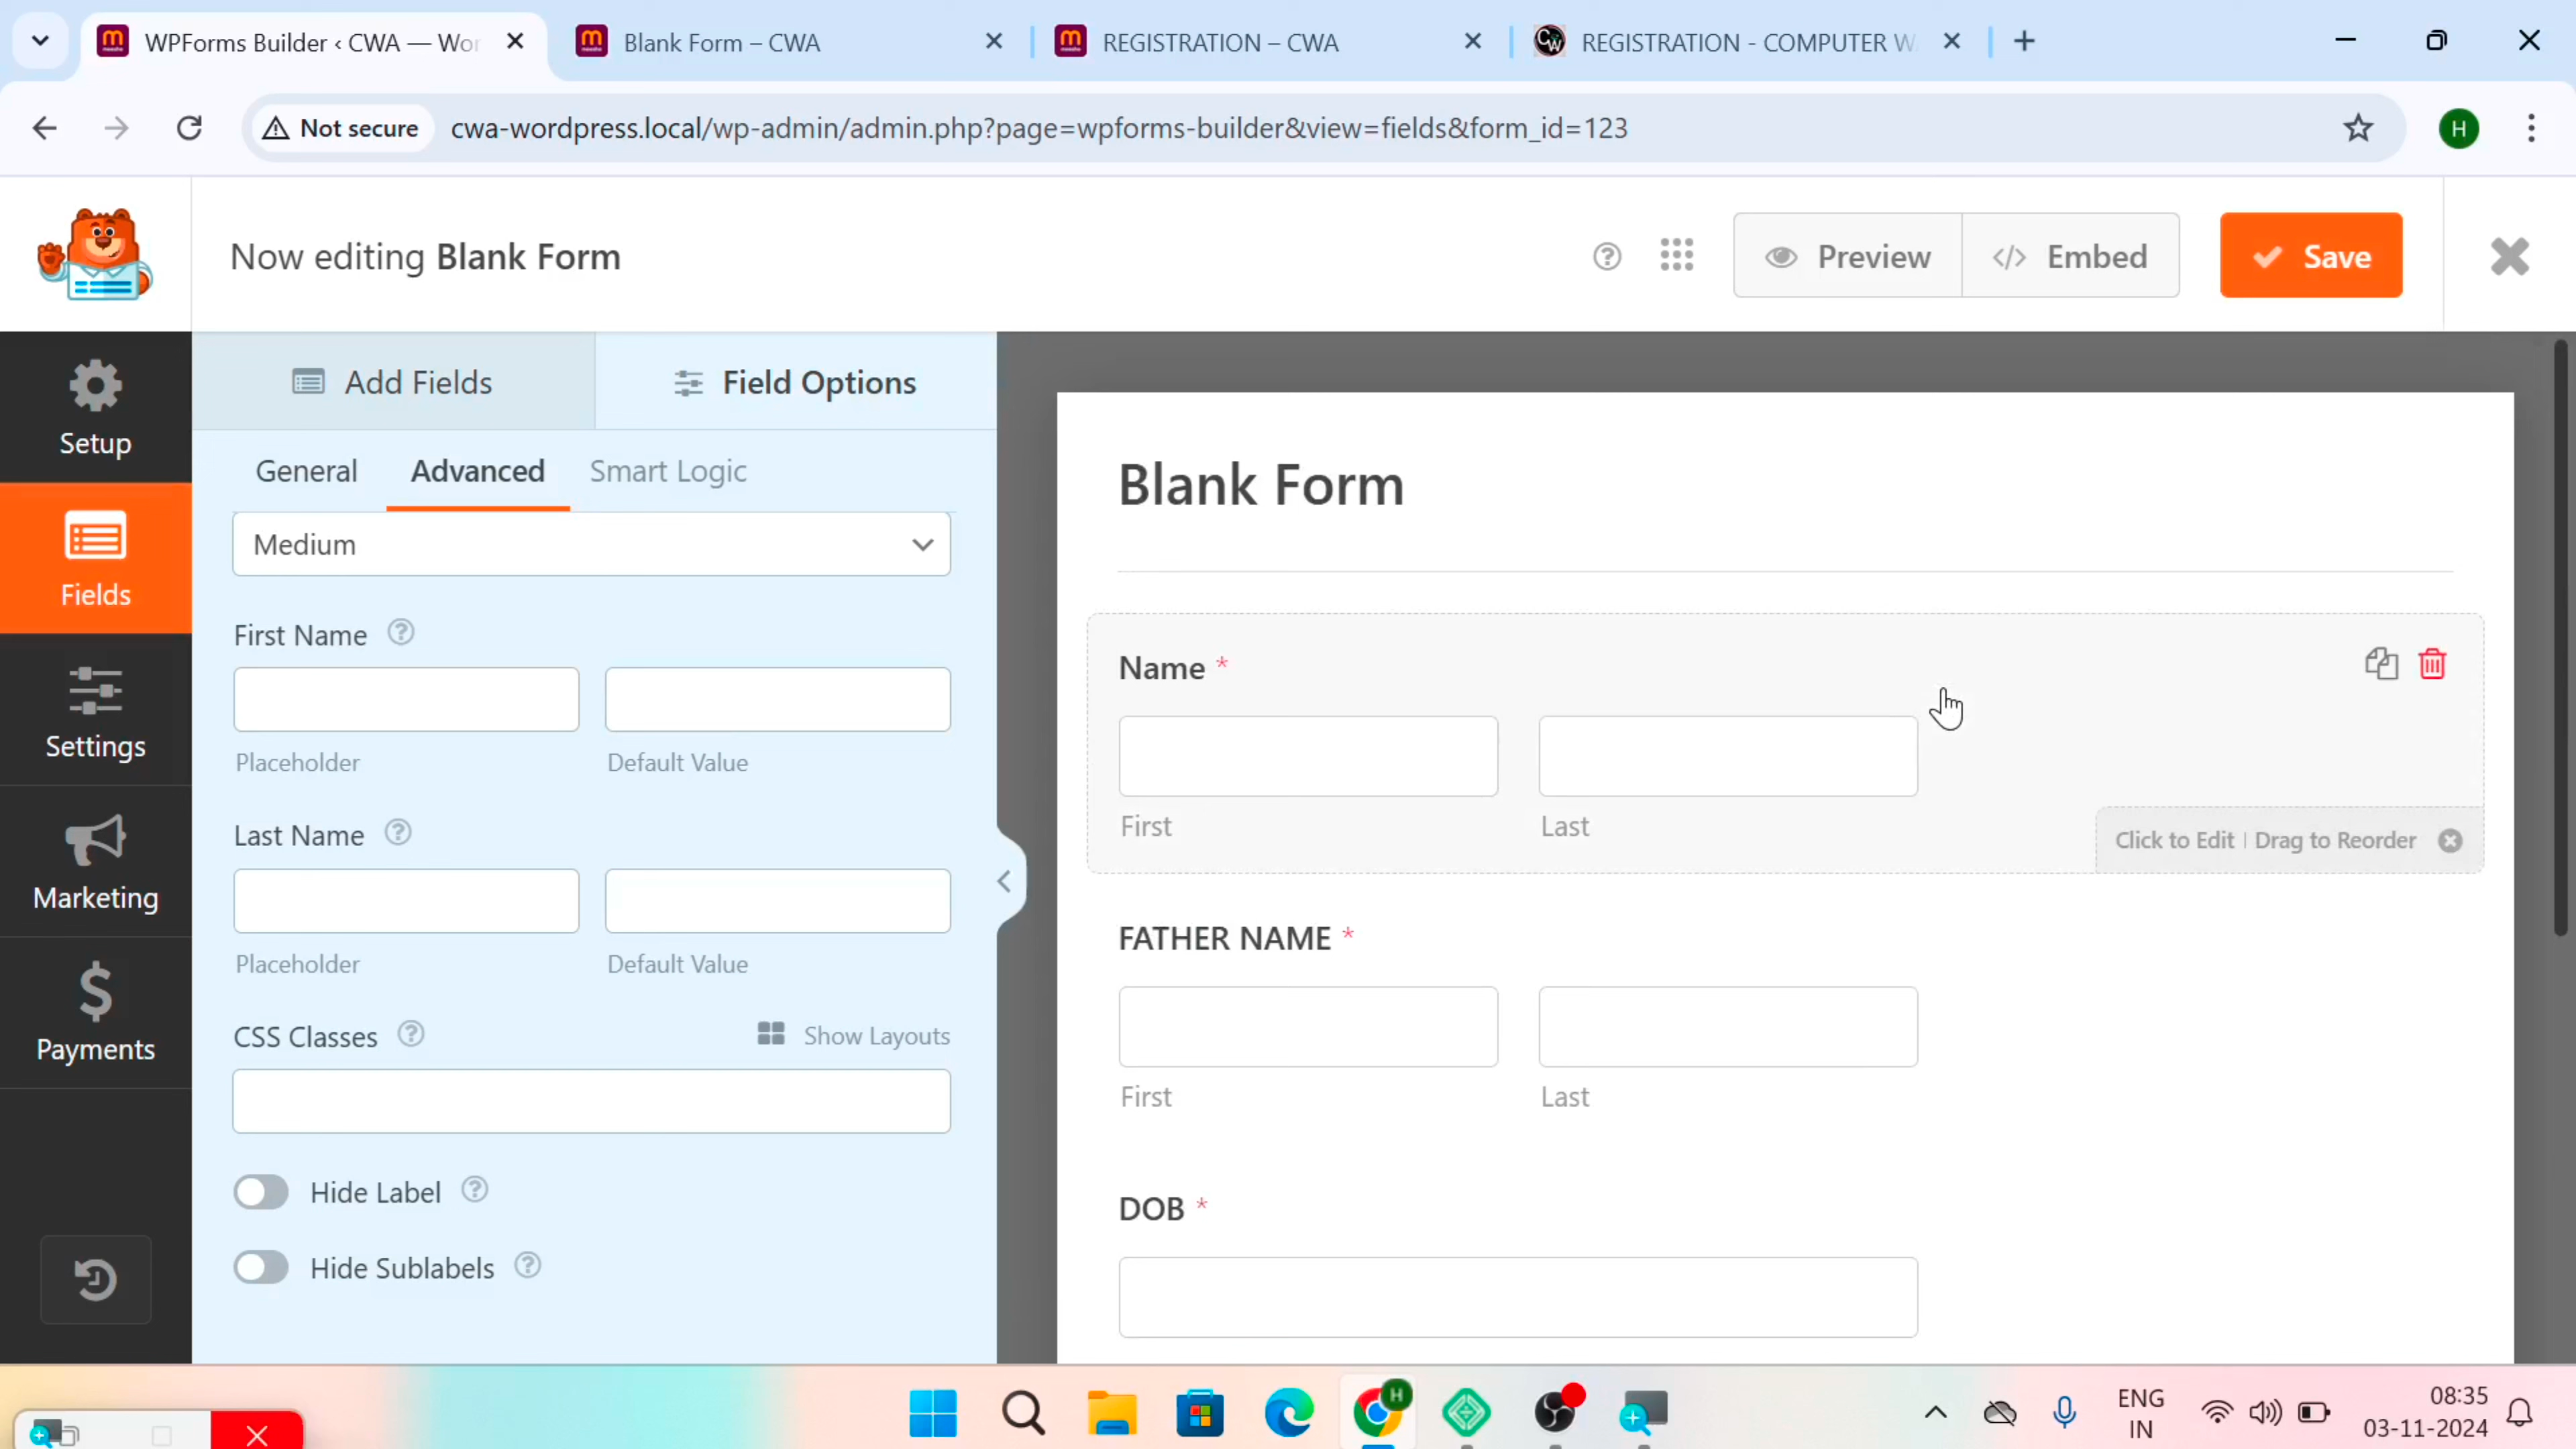 WPForms Builder ‹ CWA — Wor
Blank Form – CWA
REGISTRATION – CWA
REGISTRATION - COMPUTER W
Not secure
cwa-wordpress.local/wp-admin/admin.php?page=wpforms-builder&view=fields&form_id=123
H
Now editing Blank Form
Preview
Embed
Save
Setup
Fields
Settings
Marketing
Payments
Add Fields
Field Options
General
Advanced
Smart Logic
Medium
First Name
Placeholder
Default Value
Last Name
Placeholder
Default Value
CSS Classes
Show Layouts
Hide Label
Hide Sublabels
Blank Form
Name *
First
Last
Click to Edit | Drag to Reorder
FATHER NAME *
First
Last
DOB *
H
ENG
IN
08:35
03-11-2024